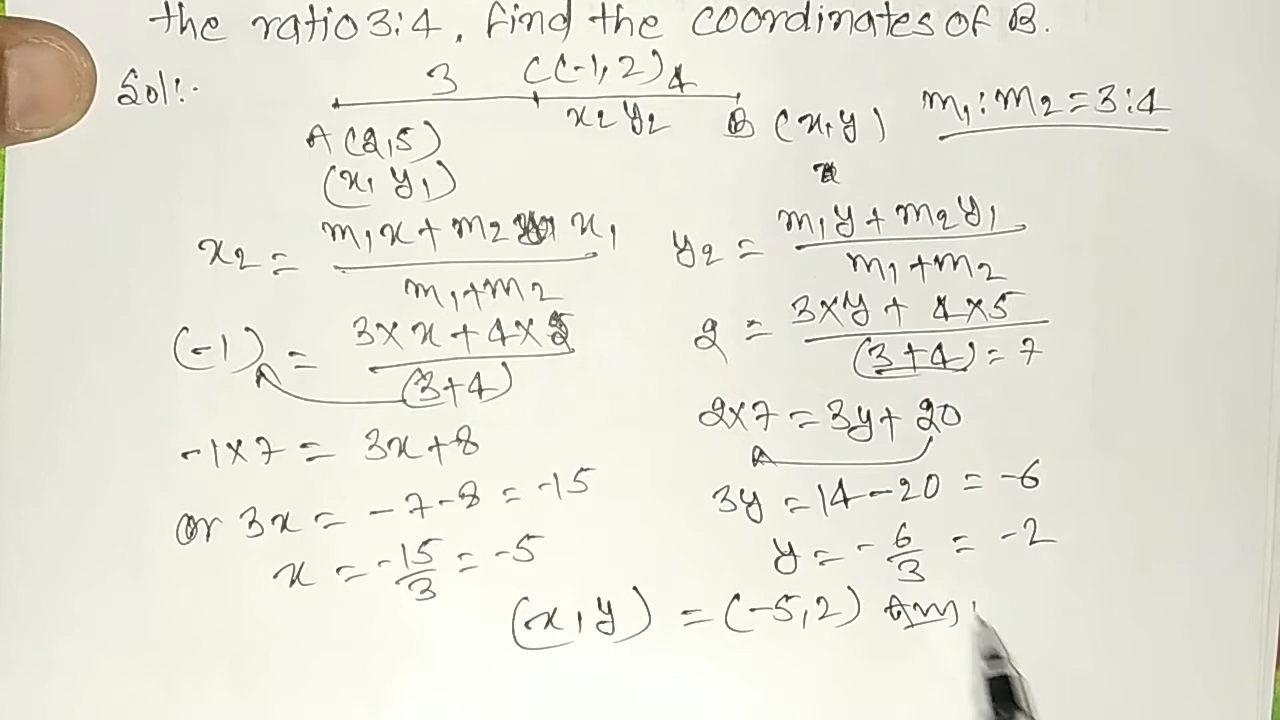 the ratio 3:4. Find the coordinates of B.
Sol:- 3 C(-1,2) 4
A(2,5) x2 y2 B (x,y) m1:m2=3:4
(x1 y1)
x2 = m1x+m2 x1 / m1+m2
y2 = m1y+m2y1 / m1+m2
(-1) = 3×x+4×2 / (3+4)
2 = 3×y+4×5 / (3+4)=7
-1×7 = 3x+8
2×7 = 3y+20
or 3x = -7-8 = -15
3y = 14-20 = -6
x = -15/3 = -5
y = -6/3 = -2
(x,y) = (-5,2) Ans: